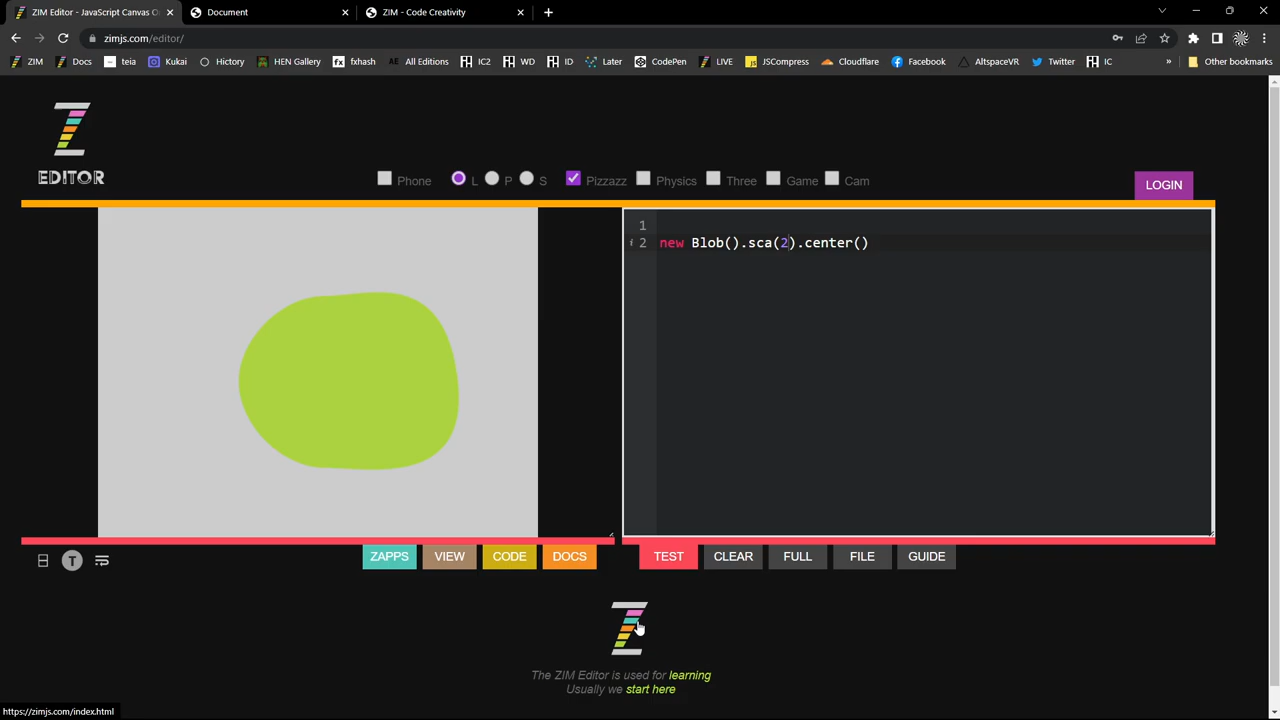 ZIM Editor - JavaScript Canvas O
Document
ZIM - Code Creativity
zimjs.com/editor/
ZIM
Docs
teia
Kukai
Hictory
HEN Gallery
fx fxhash
AE All Editions
IC2
WD
ID
Later
CodePen
LIVE
JS JSCompress
Cloudflare
Facebook
AltspaceVR
Twitter
IC
» Other bookmarks
EDITOR
Phone
L
P
S
Pizzazz
Physics
Three
Game
Cam
LOGIN
1
i 2 new Blob().sca(2).center()
T
ZAPPS
VIEW
CODE
DOCS
TEST
CLEAR
FULL
FILE
GUIDE
The ZIM Editor is used for learning
Usually we start here
https://zimjs.com/index.html